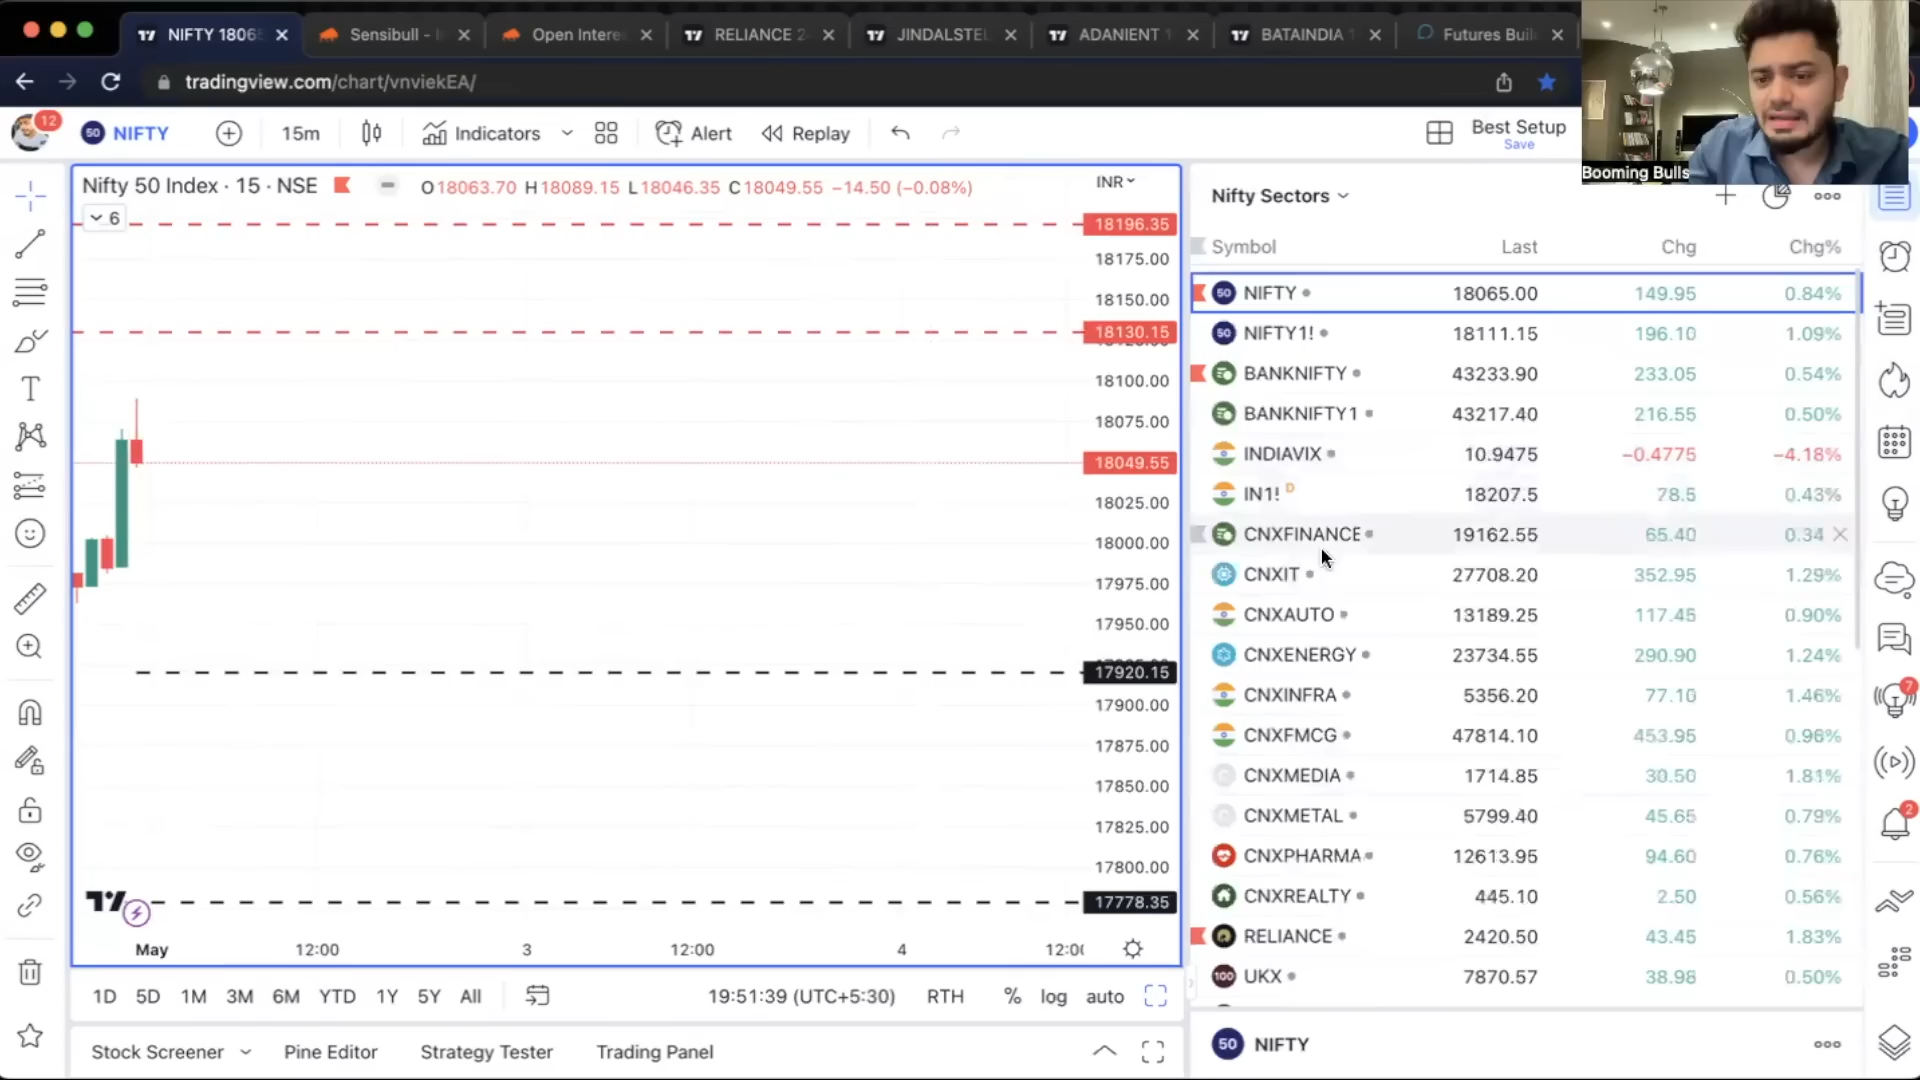 NIFTY 1806
Sensibull -
Open Intere
RELIANCE 2
JINDALSTE
ADANIENT 1
BATAINDIA 1
Futures Buil
tradingview.com/chart/vnviekEA/
12
50 NIFTY
15m
Indicators
Alert
Replay
Best Setup
Save
Booming Bulls
Nifty 50 Index · 15 · NSE
O18063.70 H18089.15 L18046.35 C18049.55 −14.50 (−0.08%)
INR
6
18196.35
18175.00
18150.00
18130.15
18100.00
18075.00
18049.55
18025.00
18000.00
17975.00
17950.00
17920.15
17900.00
17875.00
17850.00
17825.00
17800.00
17778.35
May 12:00 3 12:00 4 12:0
1D 5D 1M 3M 6M YTD 1Y 5Y All
19:51:39 (UTC+5:30) RTH % log auto
Stock Screener Pine Editor Strategy Tester Trading Panel
Nifty Sectors
Symbol Last Chg Chg%
50 NIFTY 18065.00 149.95 0.84%
50 NIFTY1! 18111.15 196.10 1.09%
BANKNIFTY 43233.90 233.05 0.54%
BANKNIFTY1 43217.40 216.55 0.50%
INDIAVIX 10.9475 −0.4775 −4.18%
IN1! D 18207.5 78.5 0.43%
CNXFINANCE 19162.55 65.40 0.34
CNXIT 27708.20 352.95 1.29%
CNXAUTO 13189.25 117.45 0.90%
CNXENERGY 23734.55 290.90 1.24%
CNXINFRA 5356.20 77.10 1.46%
CNXFMCG 47814.10 453.95 0.96%
CNXMEDIA 1714.85 30.50 1.81%
CNXMETAL 5799.40 45.65 0.79%
CNXPHARMA 12613.95 94.60 0.76%
CNXREALTY 445.10 2.50 0.56%
RELIANCE 2420.50 43.45 1.83%
100 UKX 7870.57 38.98 0.50%
50 NIFTY
7
2